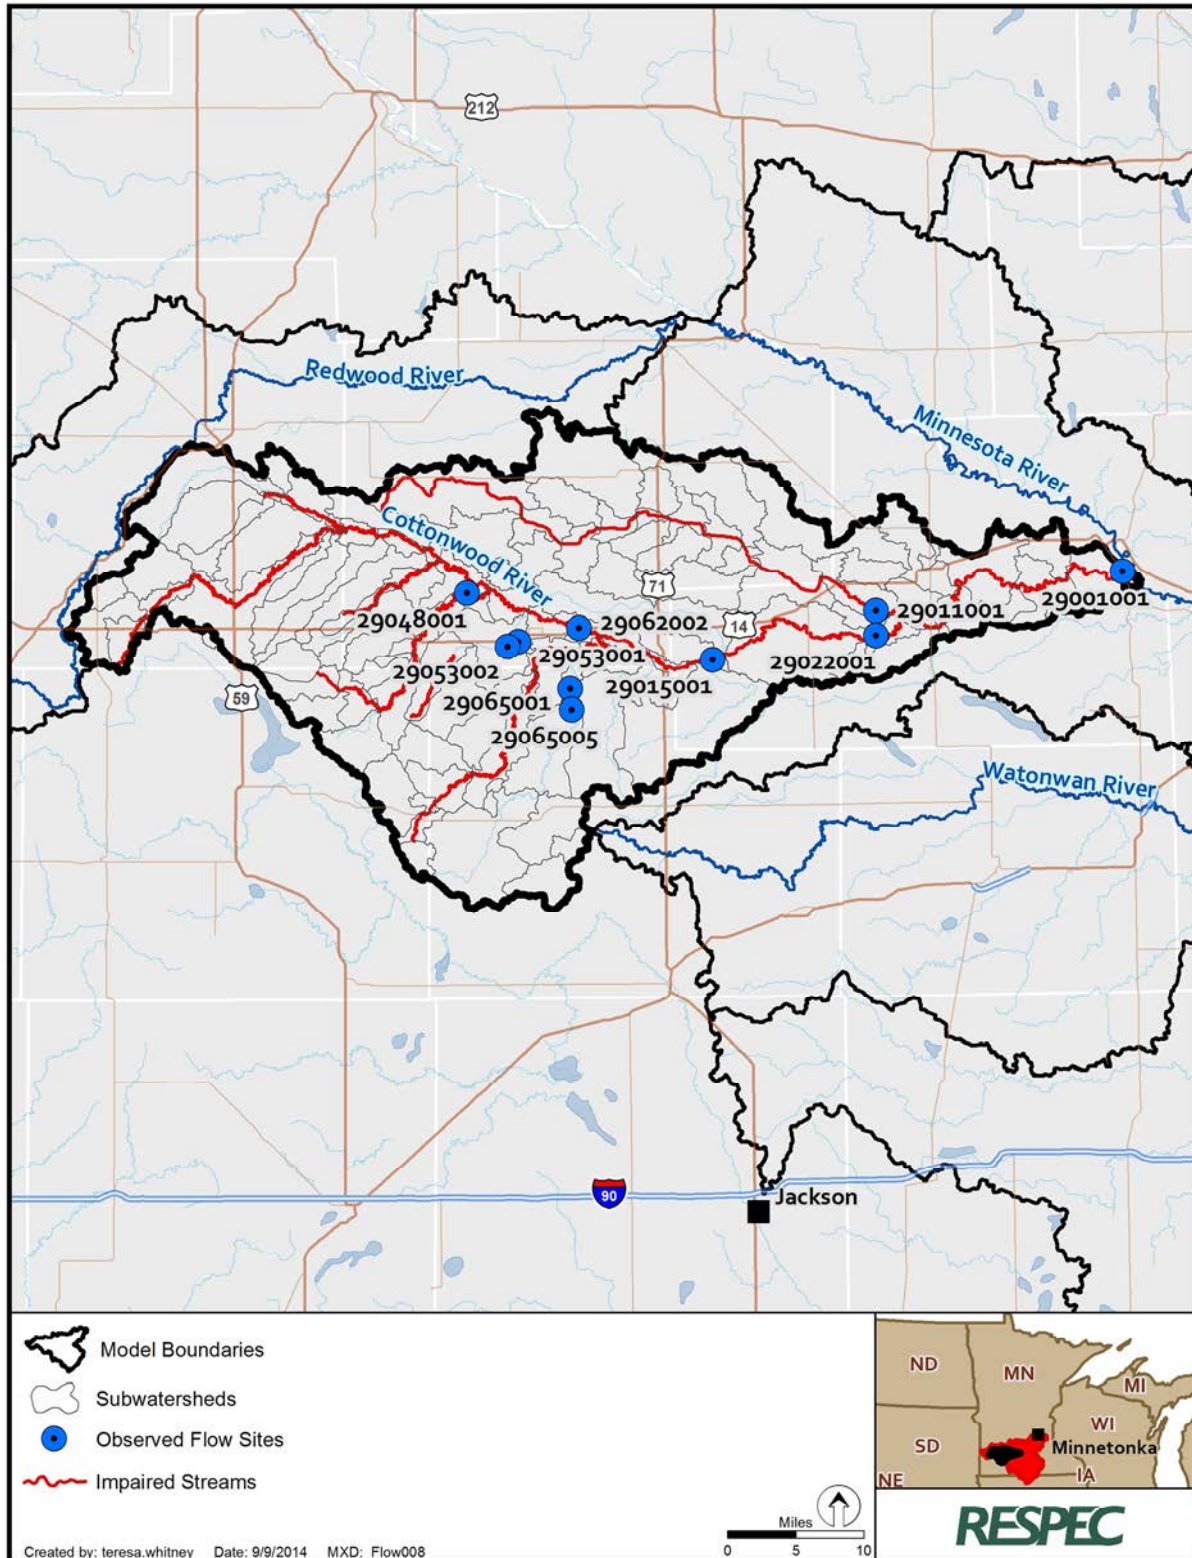 212
Redwood River
Minnesota River
Cottonwood River
71
29011001
29001001
29048001
29062002
14
29053001
29022001
29053002
29015001
59
29065001
29065005
Watonwan River
90
Jackson
Model Boundaries
Subwatersheds
Observed Flow Sites
Impaired Streams
Miles
0 5 10
Created by: teresa.whitney Date: 9/9/2014 MXD: Flow008
ND
MN
MI
WI
SD
Minnetonka
NE
IA
RESPEC